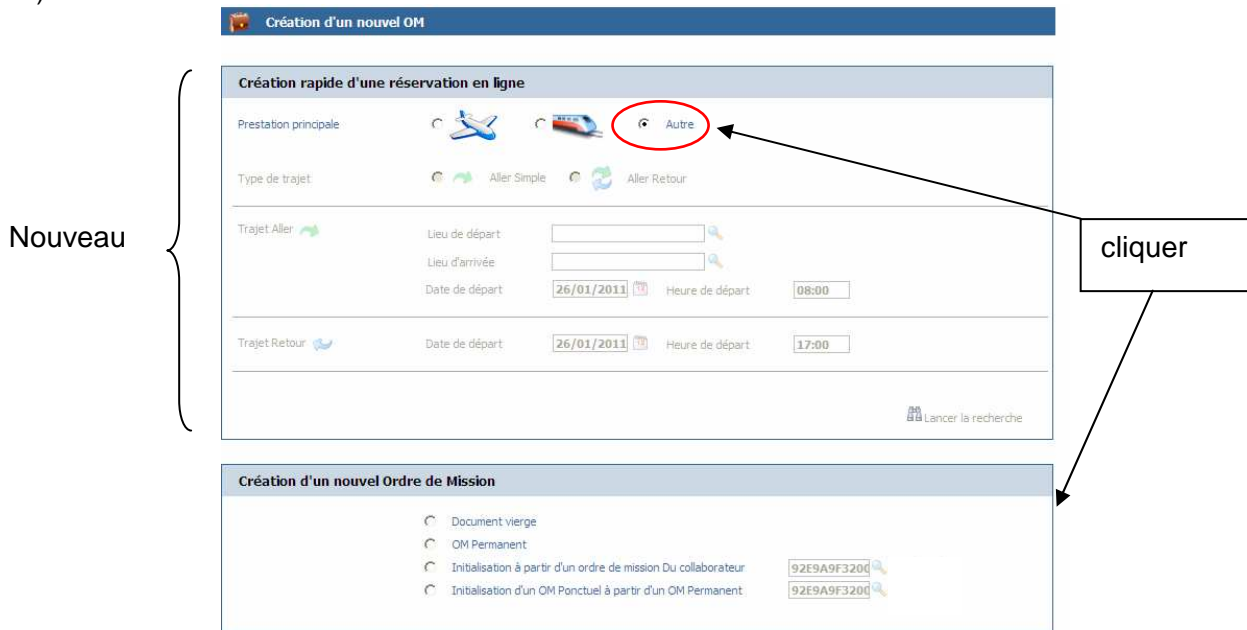 Création d'un nouvel OM
Création rapide d'une réservation en ligne
Prestation principale Autre
Type de trajet Aller Simple Aller Retour
Nouveau
Trajet Aller Lieu de départ
Lieu d'arrivée
Date de départ 26/01/2011 Heure de départ 08:00
cliquer
Trajet Retour Date de départ 26/01/2011 Heure de départ 17:00
Lancer la recherche
Création d'un nouvel Ordre de Mission
Document vierge
OM Permanent
Initialisation à partir d'un ordre de mission Du collaborateur 92E9A9F3200
Initialisation d'un OM Ponctuel à partir d'un OM Permanent 92E9A9F3200